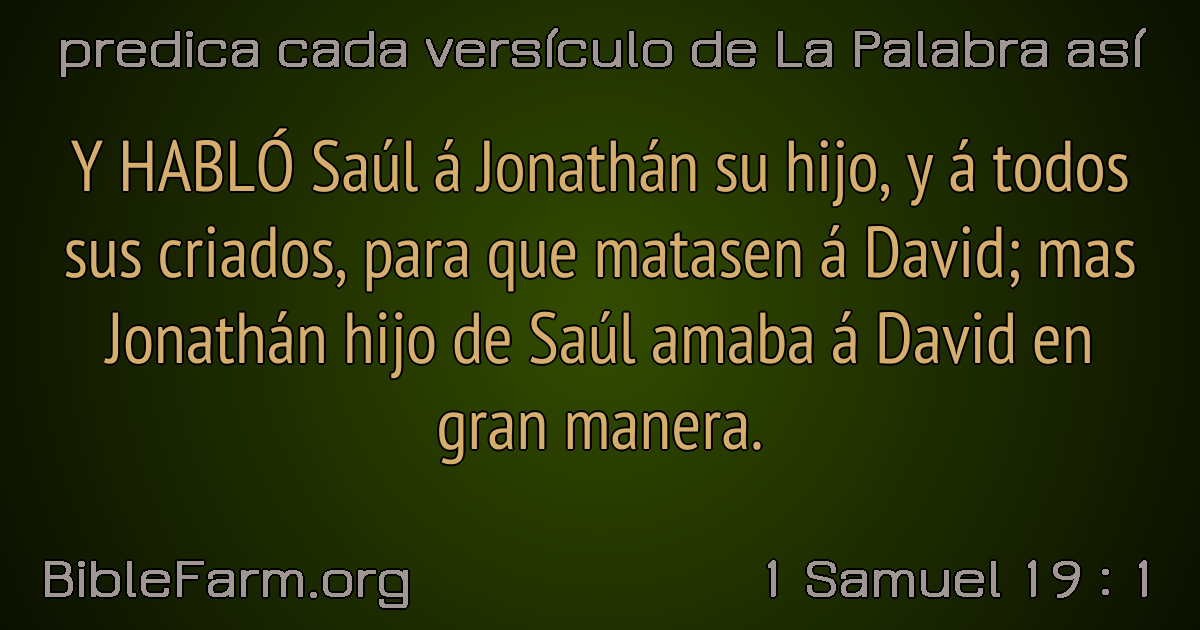 predica cada versículo de La Palabra así
Y HABLÓ Saúl á Jonathán su hijo, y á todos
sus criados, para que matasen á David; mas
Jonathán hijo de Saúl amaba á David en
gran manera.
BibleFarm.org
1 Samuel 19 : 1